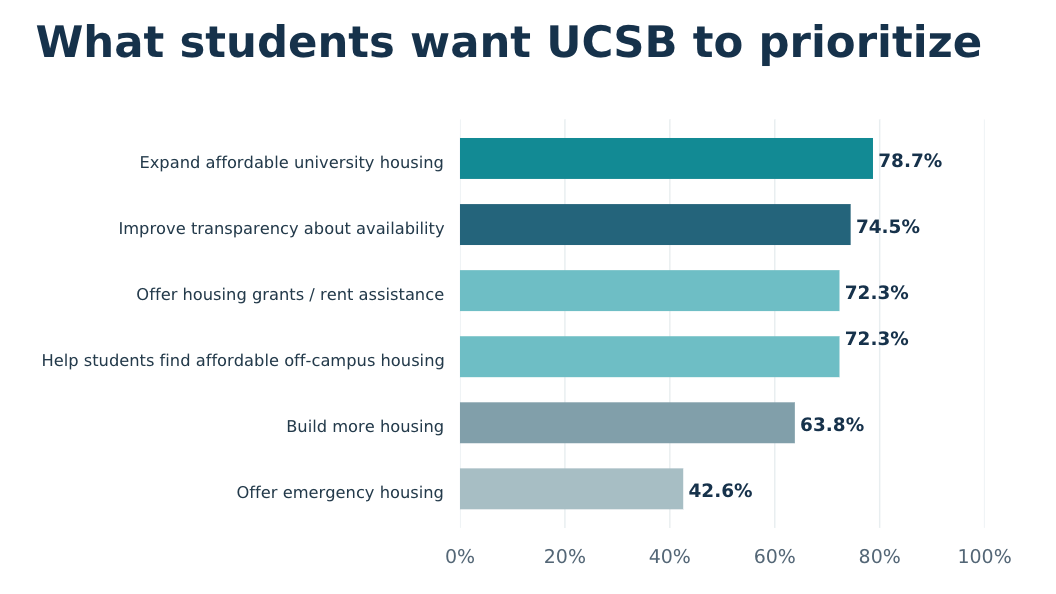 What students want UCSB to prioritize
Expand affordable university housing 78.7%
Improve transparency about availability 74.5%
Offer housing grants / rent assistance 72.3%
Help students find affordable off-campus housing 72.3%
Build more housing 63.8%
Offer emergency housing 42.6%
0% 20% 40% 60% 80% 100%